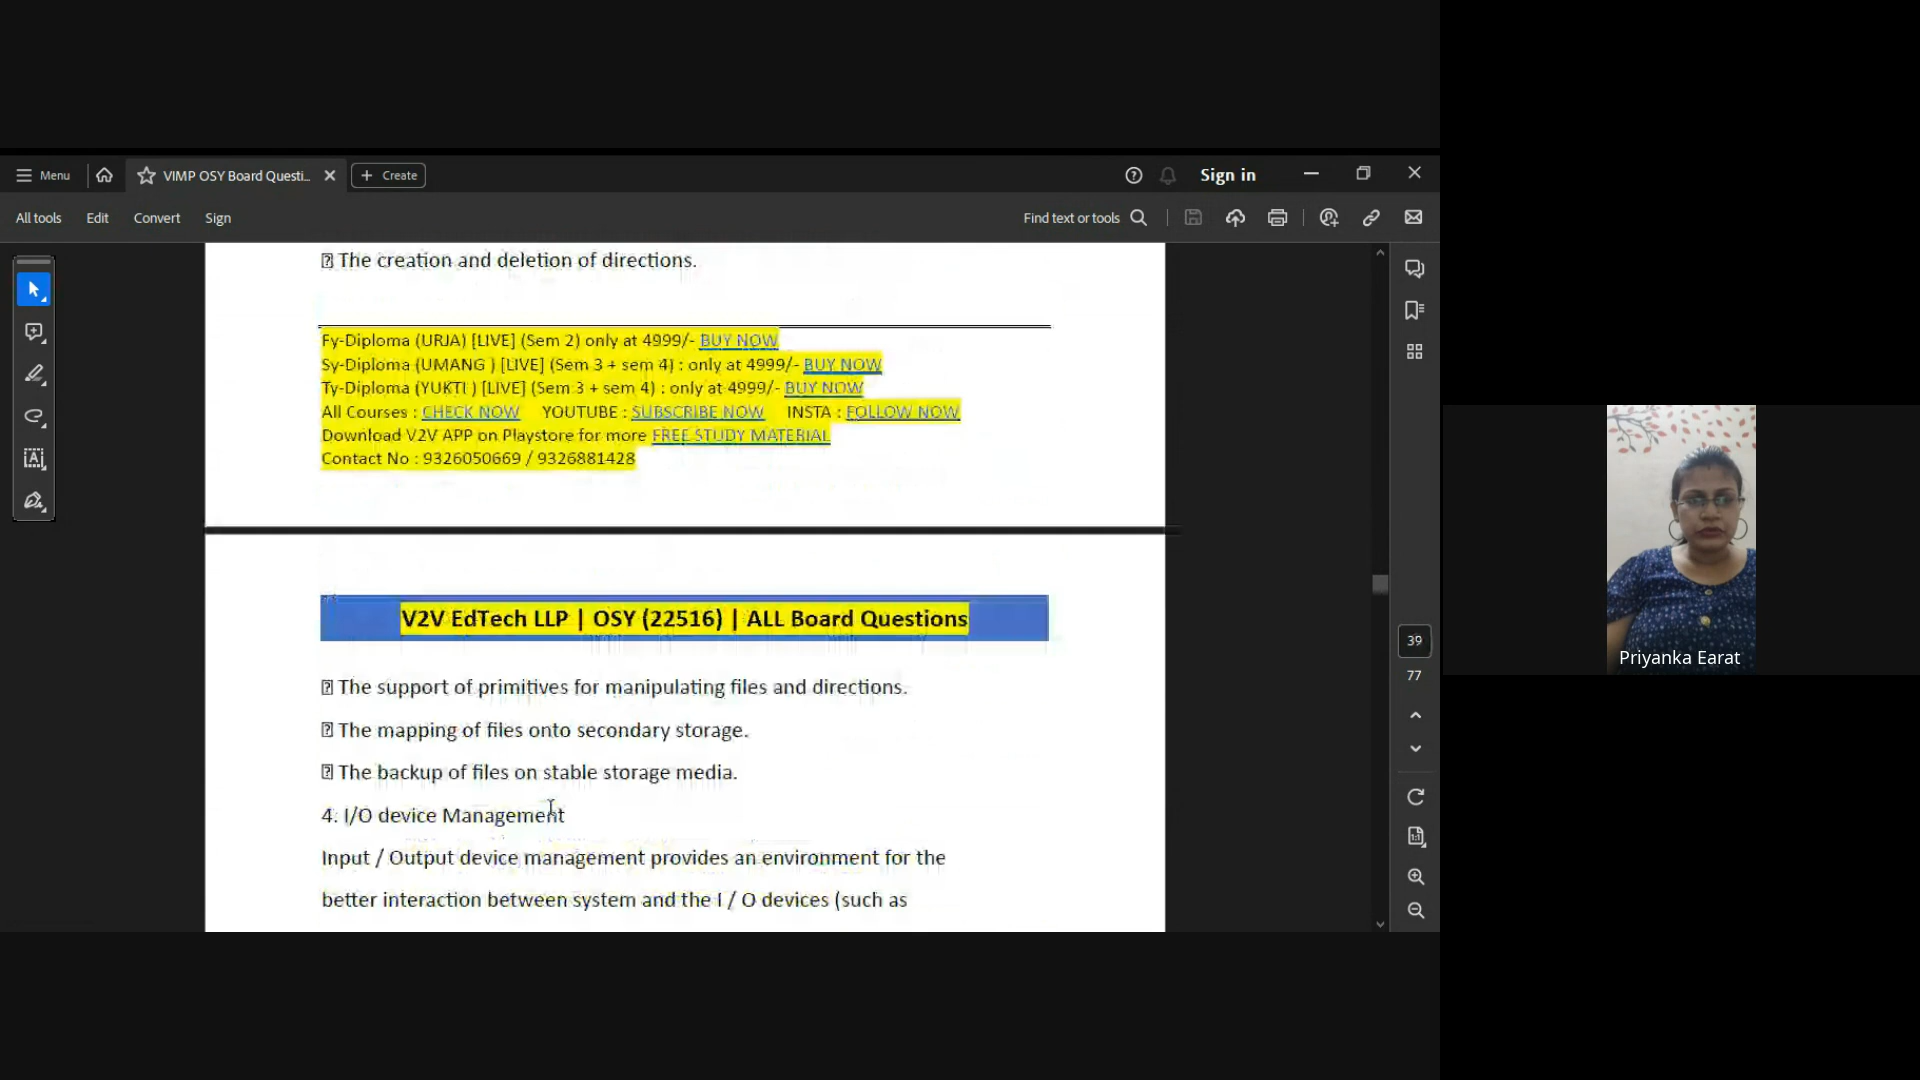 Menu
VIMP OSY Board Questi...
Create
Sign in
All tools
Edit
Convert
Sign
Find text or tools
The creation and deletion of directions.
Fy-Diploma (URJA) [LIVE] (Sem 2) only at 4999/- BUY NOW
Sy-Diploma (UMANG ) [LIVE] (Sem 3 + sem 4) : only at 4999/- BUY NOW
Ty-Diploma (YUKTI ) [LIVE] (Sem 3 + sem 4) : only at 4999/- BUY NOW
All Courses : CHECK NOW YOUTUBE : SUBSCRIBE NOW INSTA : FOLLOW NOW
Download V2V APP on Playstore for more FREE STUDY MATERIAL
Contact No : 9326050669 / 9326881428
V2V EdTech LLP | OSY (22516) | ALL Board Questions
The support of primitives for manipulating files and directions.
The mapping of files onto secondary storage.
The backup of files on stable storage media.
4. I/O device Management
Input / Output device management provides an environment for the
better interaction between system and the I / O devices (such as
39
77
Priyanka Earat